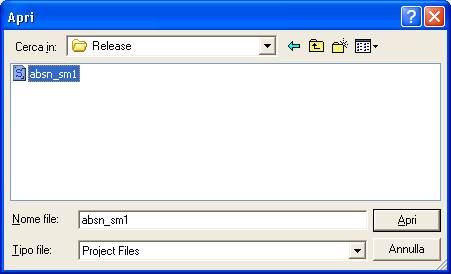 Apri
Cerca in: Release
absn_sm1
Nome file: absn_sm1 Apri
Tipo file: Project Files Annulla